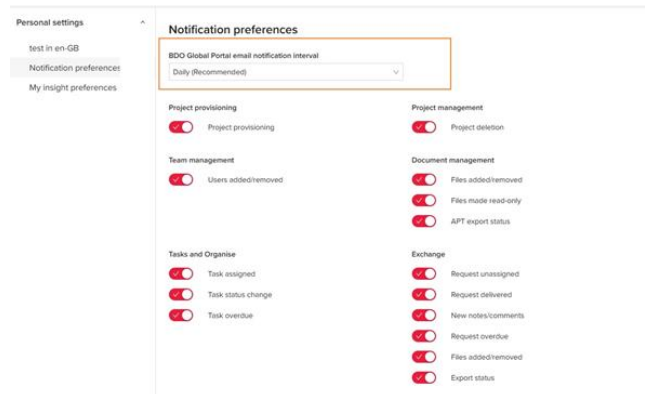 Personal settings
test in en-GB
Notification preferences
My insight preferences
Notification preferences
BDO Global Portal email notification interval
Daily (Recommended)
Project provisioning
Project provisioning
Project management
Project deletion
Team management
Users added/removed
Document management
Files added/removed
Files made read-only
APT export status
Tasks and Organise
Task assigned
Task status change
Task overdue
Exchange
Request unassigned
Request delivered
New notes/comments
Request overdue
Files added/removed
Export status